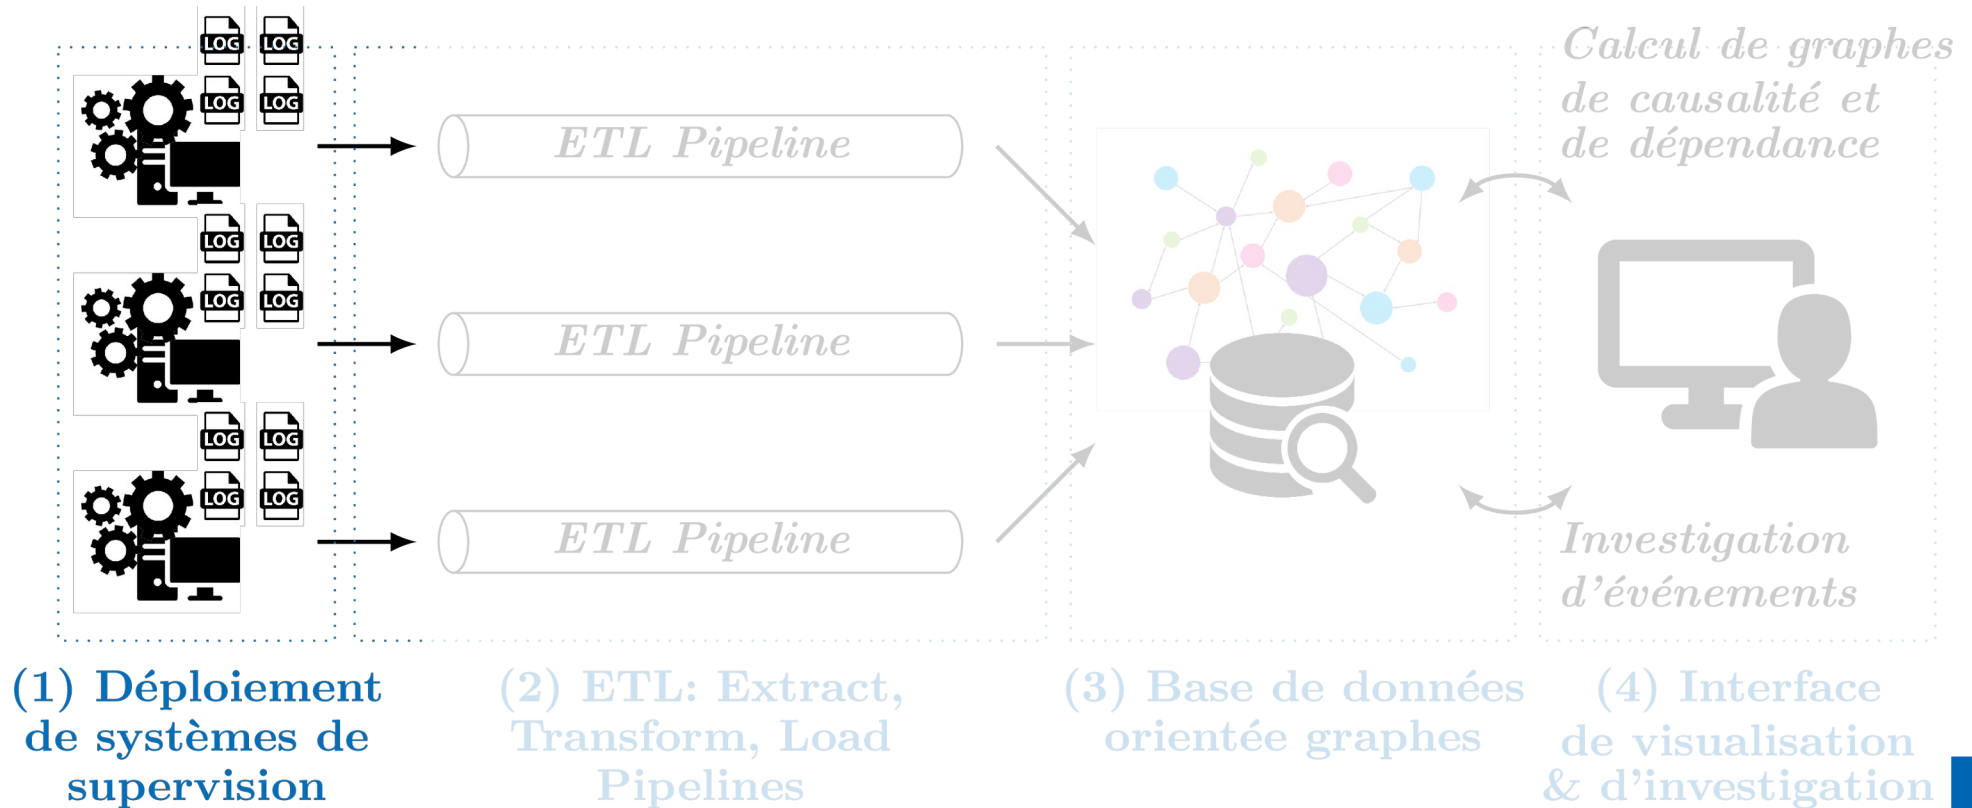 LOG LOG
LOG LOG
LOG LOG
LOG LOG
LOG LOG
LOG LOG
ETL Pipeline
ETL Pipeline
ETL Pipeline
Calcul de graphes
de causalité et
de dépendance
Investigation
d'événements
(1) Déploiement
de systèmes de
supervision
(2) ETL: Extract,
Transform, Load
Pipelines
(3) Base de données
orientée graphes
(4) Interface
de visualisation
& d'investigation